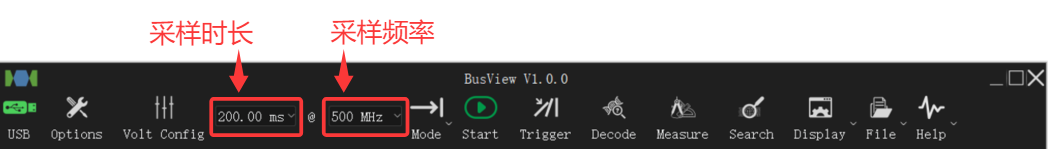 采样时长 采样频率
BusView V1.0.0
200.00 ms @ 500 MHz
USB Options Volt Config Mode Start Trigger Decode Measure Search Display File Help